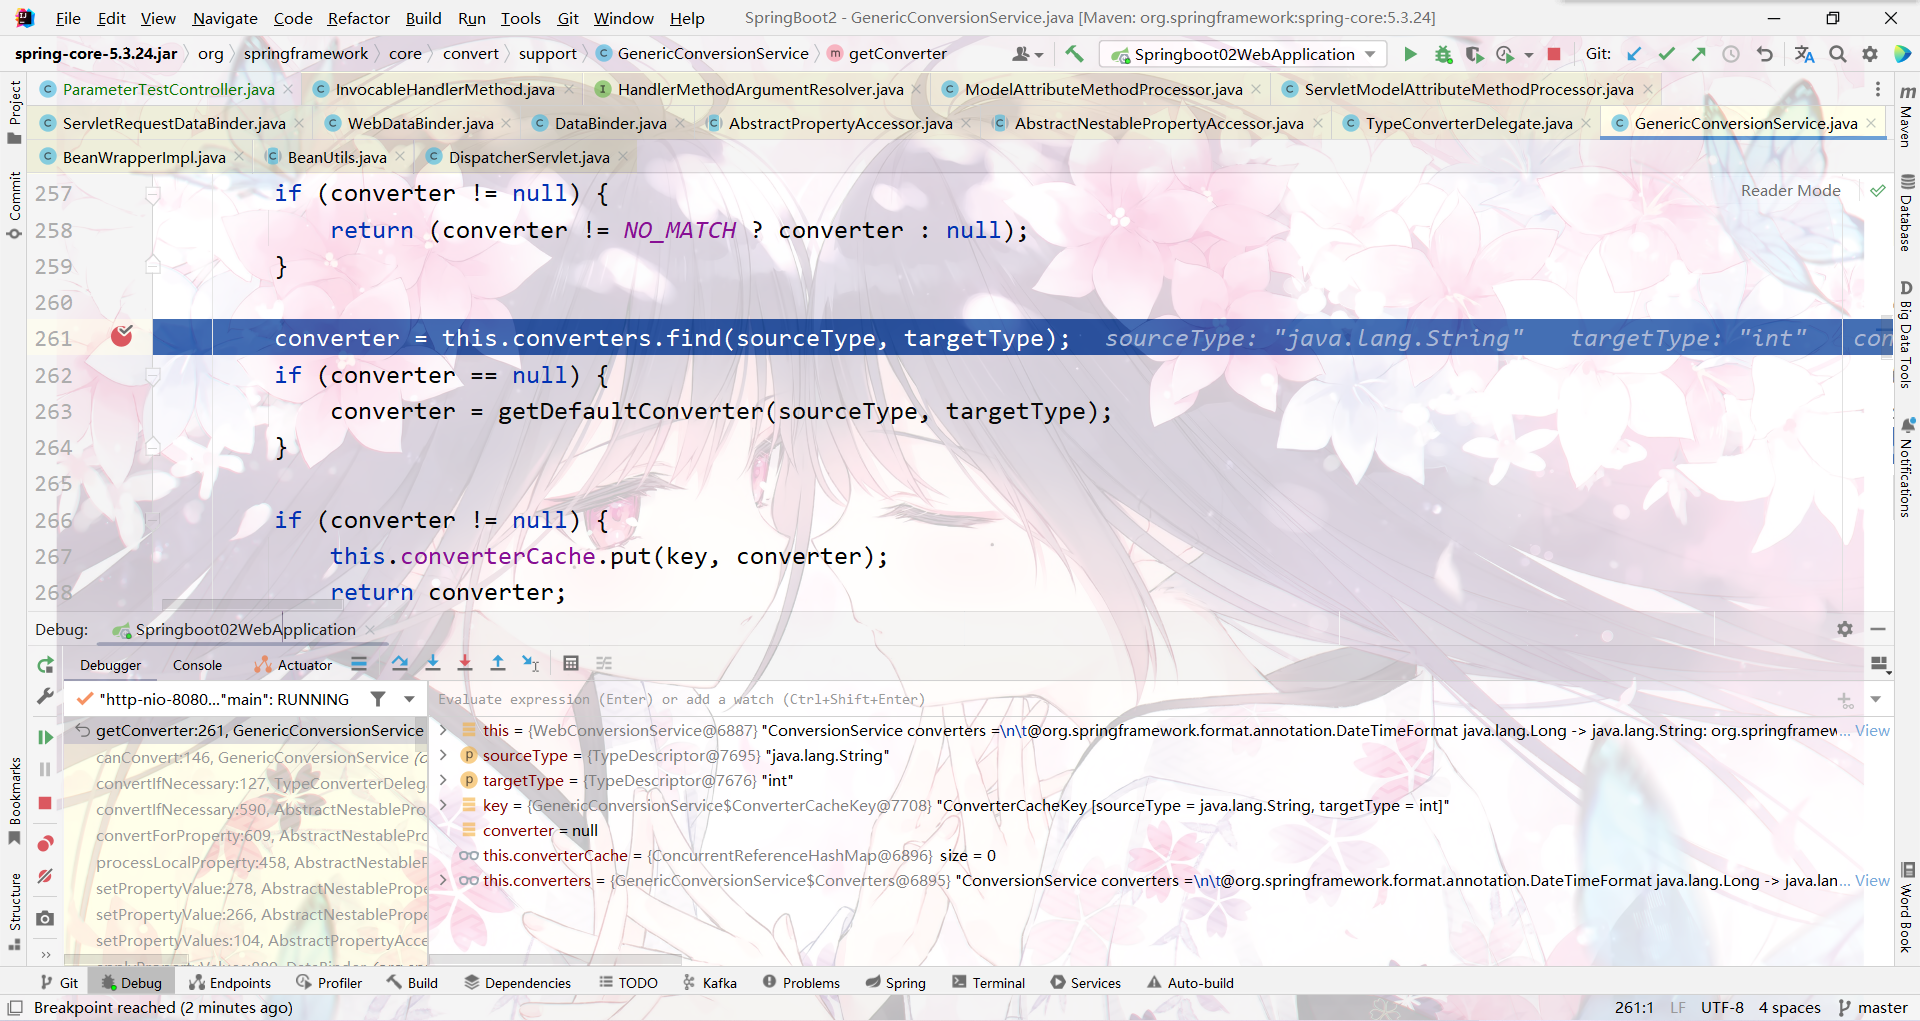 File Edit View Navigate Code Refactor Build Run Tools Git Window Help SpringBoot2 - GenericConversionService.java [Maven: org.springframework:spring-core:5.3.24]
spring-core-5.3.24.jar org springframework core convert support GenericConversionService getConverter Springboot02WebApplication Git:
ParameterTestController.java InvocableHandlerMethod.java HandlerMethodArgumentResolver.java ModelAttributeMethodProcessor.java ServletModelAttributeMethodProcessor.java
ServletRequestDataBinder.java WebDataBinder.java DataBinder.java AbstractPropertyAccessor.java AbstractNestablePropertyAccessor.java TypeConverterDelegate.java GenericConversionService.java
BeanWrapperImpl.java BeanUtils.java DispatcherServlet.java
Project
Commit
Bookmarks
Structure
Reader Mode
257 if (converter != null) {
258 return (converter != NO_MATCH ? converter : null);
259 }
260
261 converter = this.converters.find(sourceType, targetType); sourceType: "java.lang.String" targetType: "int" con
262 if (converter == null) {
263 converter = getDefaultConverter(sourceType, targetType);
264 }
265
266 if (converter != null) {
267 this.converterCache.put(key, converter);
268 return converter;
Maven
Database
Big Data Tools
Notifications
Word Book
Debug: Springboot02WebApplication
Debugger Console Actuator
"http-nio-8080..."main": RUNNING
Evaluate expression (Enter) or add a watch (Ctrl+Shift+Enter)
getConverter:261, GenericConversionService
canConvert:146, GenericConversionService (o
convertIfNecessary:127, TypeConverterDeleg
convertIfNecessary:590, AbstractNestablePro
convertForProperty:609, AbstractNestablePro
processLocalProperty:458, AbstractNestableP
setPropertyValue:278, AbstractNestablePrope
setPropertyValue:266, AbstractNestablePrope
setPropertyValues:104, AbstractPropertyAcce
this = {WebConversionService@6887} "ConversionService converters =\n\t@org.springframework.format.annotation.DateTimeFormat java.lang.Long -> java.lang.String: org.springframew... View
sourceType = {TypeDescriptor@7695} "java.lang.String"
targetType = {TypeDescriptor@7676} "int"
key = {GenericConversionService$ConverterCacheKey@7708} "ConverterCacheKey [sourceType = java.lang.String, targetType = int]"
converter = null
this.converterCache = {ConcurrentReferenceHashMap@6896} size = 0
this.converters = {GenericConversionService$Converters@6895} "ConversionService converters =\n\t@org.springframework.format.annotation.DateTimeFormat java.lang.Long -> java.lan... View
Git Debug Endpoints Profiler Build Dependencies TODO Kafka Problems Spring Terminal Services Auto-build
Breakpoint reached (2 minutes ago) 261:1 LF UTF-8 4 spaces master